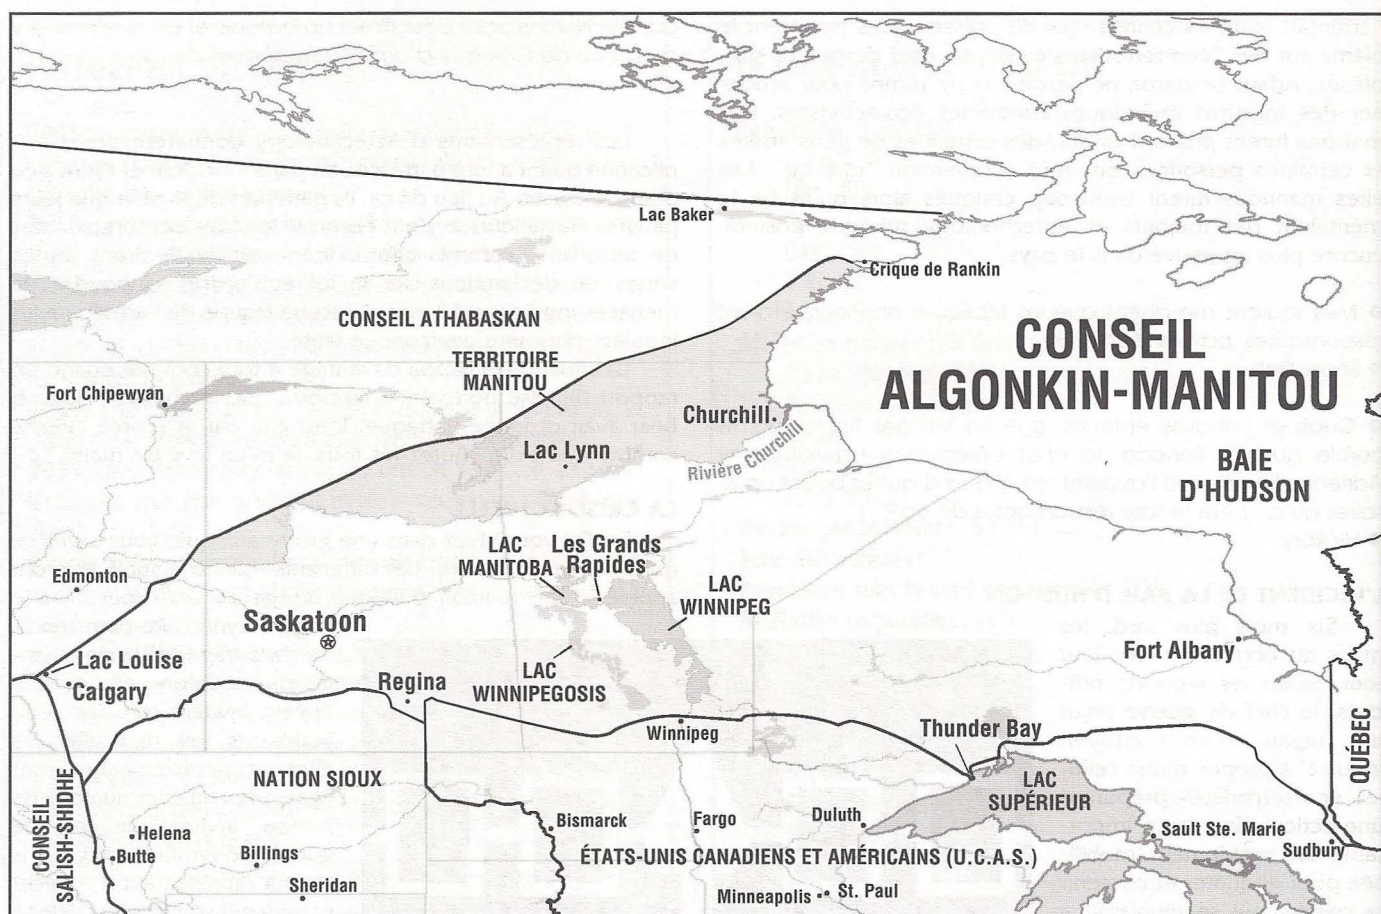 Lac Baker
Crique de Rankin
CONSEIL ATHABASKAN
CONSEIL
ALGONKIN-MANITOU
TERRITOIRE
MANITOU
Fort Chipewyan
Churchill
Rivière Churchill
Lac Lynn
BAIE
D'HUDSON
LAC
MANITOBA
Les Grands
Rapides
LAC
WINNIPEG
Edmonton
Saskatoon
Fort Albany
Lac Louise
Calgary
Regina
LAC
WINNIPEGOSIS
Winnipeg
Thunder Bay
QUÉBEC
NATION SIOUX
LAC
SUPÉRIEUR
CONSEIL
SALISH-SHIDHE
Helena
Butte
Billings
Sheridan
Bismarck
Fargo
Duluth
Sault Ste. Marie
Sudbury
ÉTATS-UNIS CANADIENS ET AMÉRICAINS (U.C.A.S.)
Minneapolis
St. Paul